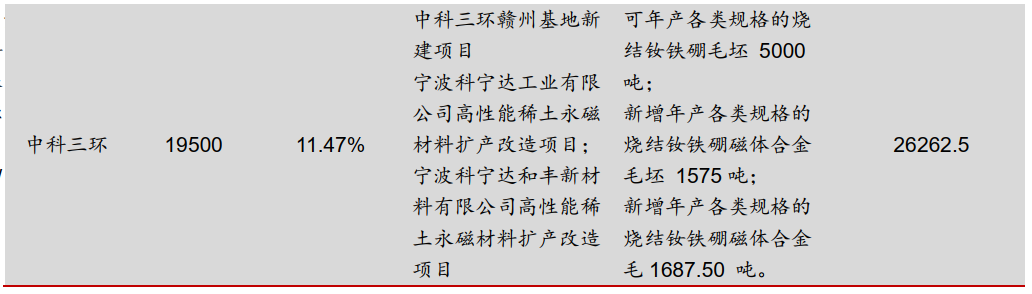 中科三环
19500
11.47%
中科三环赣州基地新
建项目
宁波科宁达工业有限
公司高性能稀土永磁
材料扩产改造项目；
宁波科宁达和丰新材
料有限公司高性能稀
土永磁材料扩产改造
项目
可年产各类规格的烧
结钕铁硼毛坯 5000
吨；
新增年产各类规格的
烧结钕铁硼磁体合金
毛坯 1575 吨；
新增年产各类规格的
烧结钕铁硼磁体合金
毛 1687.50 吨。
26262.5